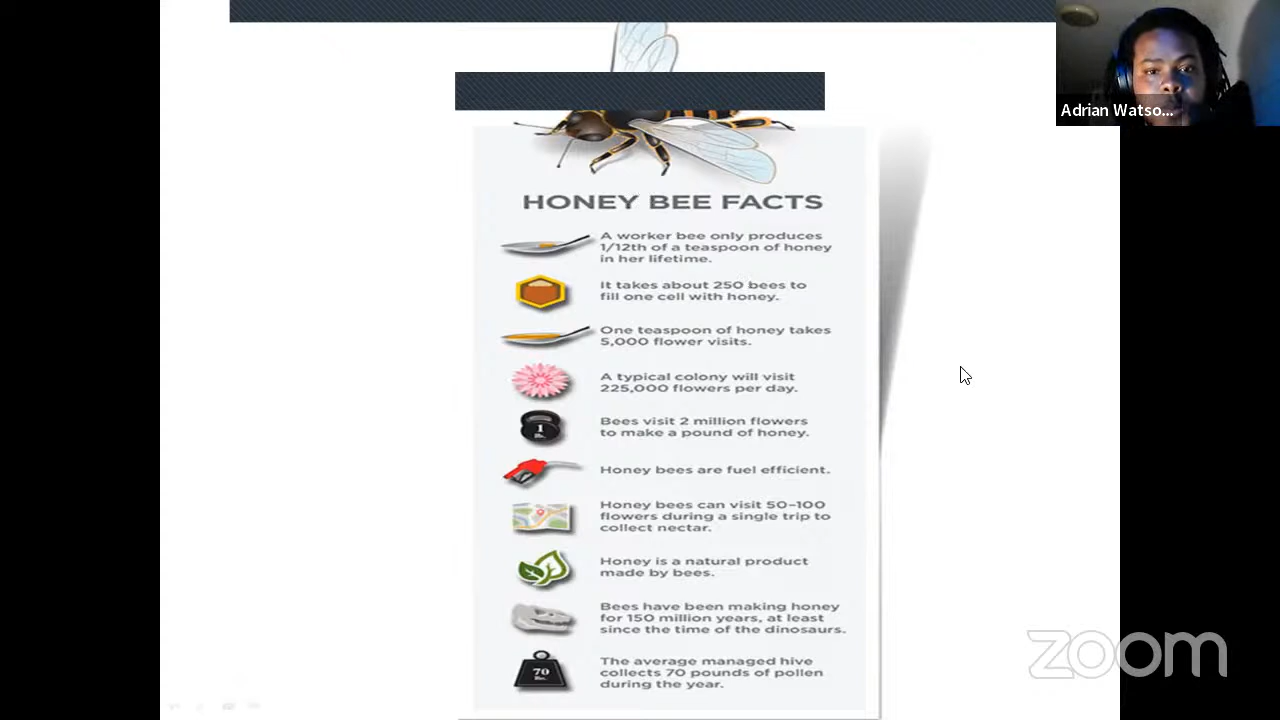 Adrian Watso...
HONEY BEE FACTS
A worker bee only produces
1/12th of a teaspoon of honey
in her lifetime.
It takes about 250 bees to
fill one cell with honey.
One teaspoon of honey takes
5,000 flower visits.
A typical colony will visit
225,000 flowers per day.
1
Lb.
Bees visit 2 million flowers
to make a pound of honey.
Honey bees are fuel efficient.
Honey bees can visit 50-100
flowers during a single trip to
collect nectar.
Honey is a natural product
made by bees.
Bees have been making honey
for 150 million years, at least
since the time of the dinosaurs.
70
Lbs.
The average managed hive
collects 70 pounds of pollen
during the year.
zoom